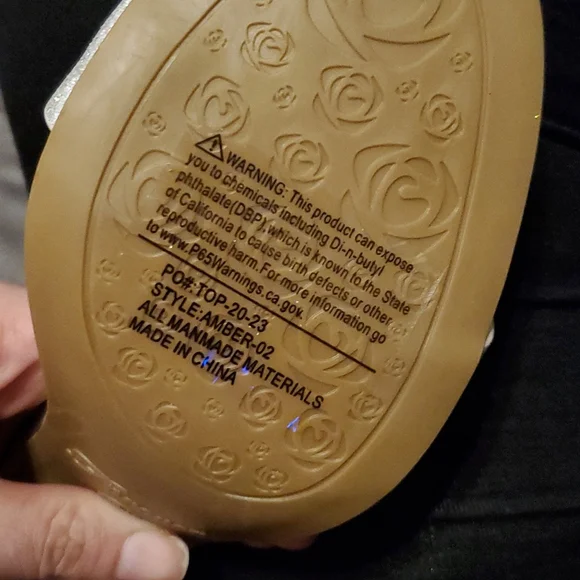 ⚠ WARNING: This product can expose
you to chemicals including Di-n-butyl
phthalate(DBP),which is known to the State
of California to cause birth defects or other
reproductive harm.For more information go
to www.P65Warnings.ca.gov.
PO#:TOP-20-23
STYLE:AMBER-02
ALL MANMADE MATERIALS
MADE IN CHINA